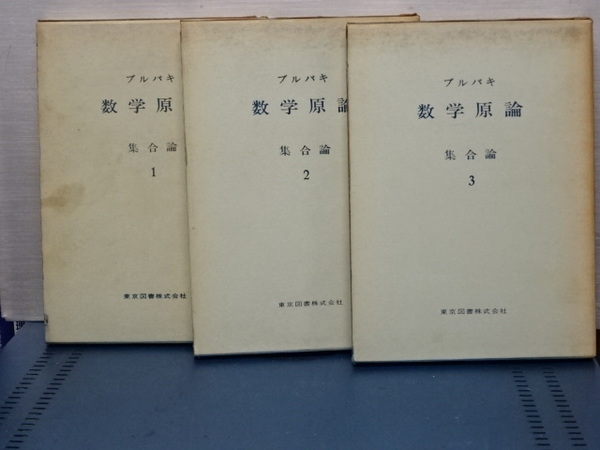 ブルバキ
数学原
集合論
1
東京図書株式会社
ブルバキ
数学原論
集合論
2
東京図書株式会社
ブルバキ
数学原論
集合論
3
東京図書株式会社